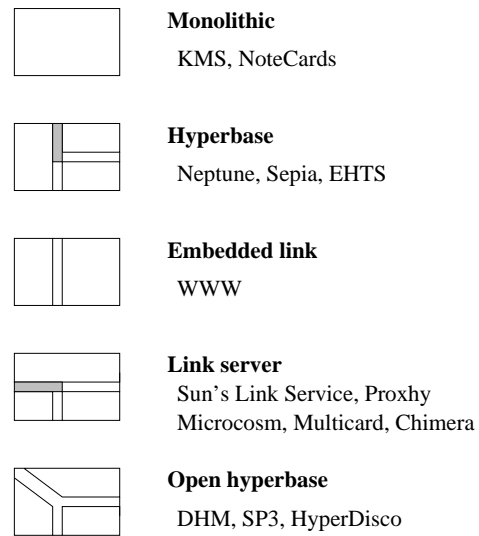 Monolithic
KMS, NoteCards
Hyperbase
Neptune, Sepia, EHTS
Embedded link
WWW
Link server
Sun's Link Service, Proxhy
Microcosm, Multicard, Chimera
Open hyperbase
DHM, SP3, HyperDisco